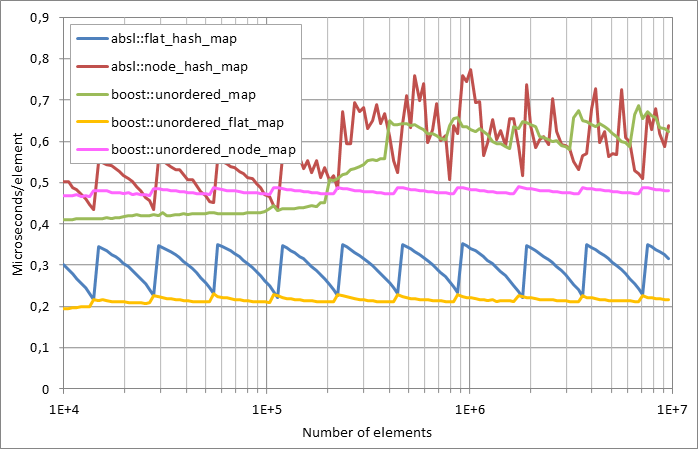 0,9
0,8
0,7
0,6
0,5
0,4
0,3
0,2
0,1
0
Microseconds/element
absl::flat_hash_map
absl::node_hash_map
boost::unordered_map
boost::unordered_flat_map
boost::unordered_node_map
1E+4 1E+5 1E+6 1E+7
Number of elements